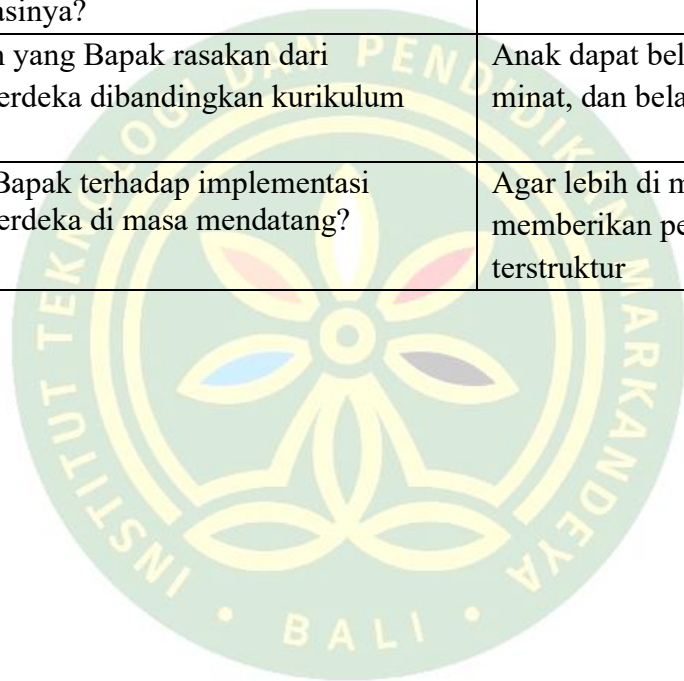 asinya?
n yang Bapak rasakan dari
erdeka dibandingkan kurikulum
Anak dapat bel
minat, dan bela
Bapak terhadap implementasi
erdeka di masa mendatang?
Agar lebih di m
memberikan pe
terstruktur
INSTITUT TEKNOLOGI DAN PENDIDIKAN MARKANDEYA
BALI